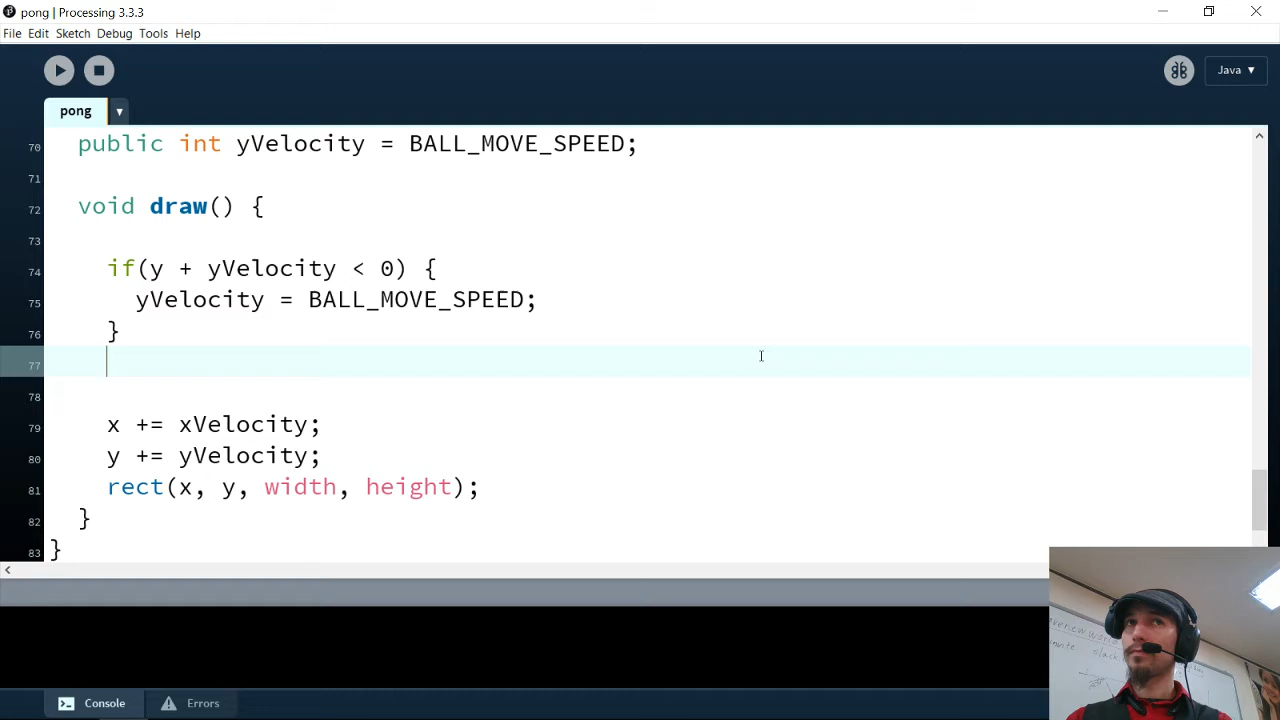 pong | Processing 3.3.3
File Edit Sketch Debug Tools Help
Java ▾
pong ▾
70 public int yVelocity = BALL_MOVE_SPEED;
71
72 void draw() {
73
74 if(y + yVelocity < 0) {
75 yVelocity = BALL_MOVE_SPEED;
76 }
77
78
79 x += xVelocity;
80 y += yVelocity;
81 rect(x, y, width, height);
82 }
83 }
slack
Console Errors